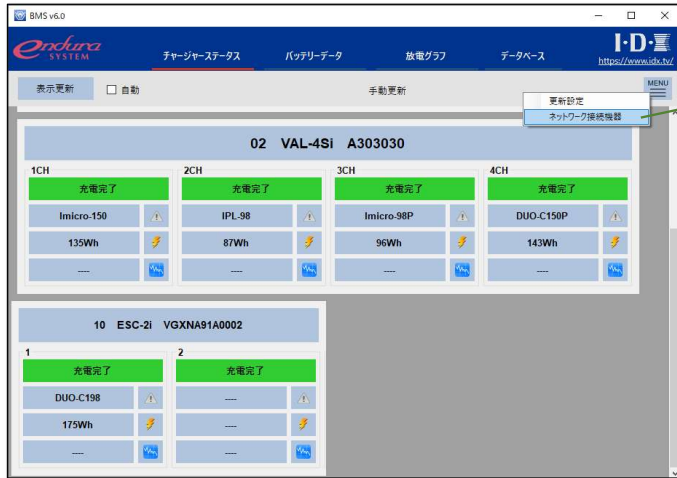 BMS v6.0
Endura
SYSTEM
チャージャーステータス
バッテリーデータ
放電グラフ
データベース
I・D・X
https://www.idx.tv/
表示更新
自動
手動更新
MENU
更新設定
ネットワーク接続機器
02 VAL-4Si A303030
1CH
2CH
3CH
4CH
充電完了
充電完了
充電完了
充電完了
Imicro-150
IPL-98
Imicro-98P
DUO-C150P
135Wh
87Wh
96Wh
143Wh
----
----
----
----
10 ESC-2i VGXNA91A0002
1
2
充電完了
充電完了
DUO-C198
----
175Wh
----
----
----